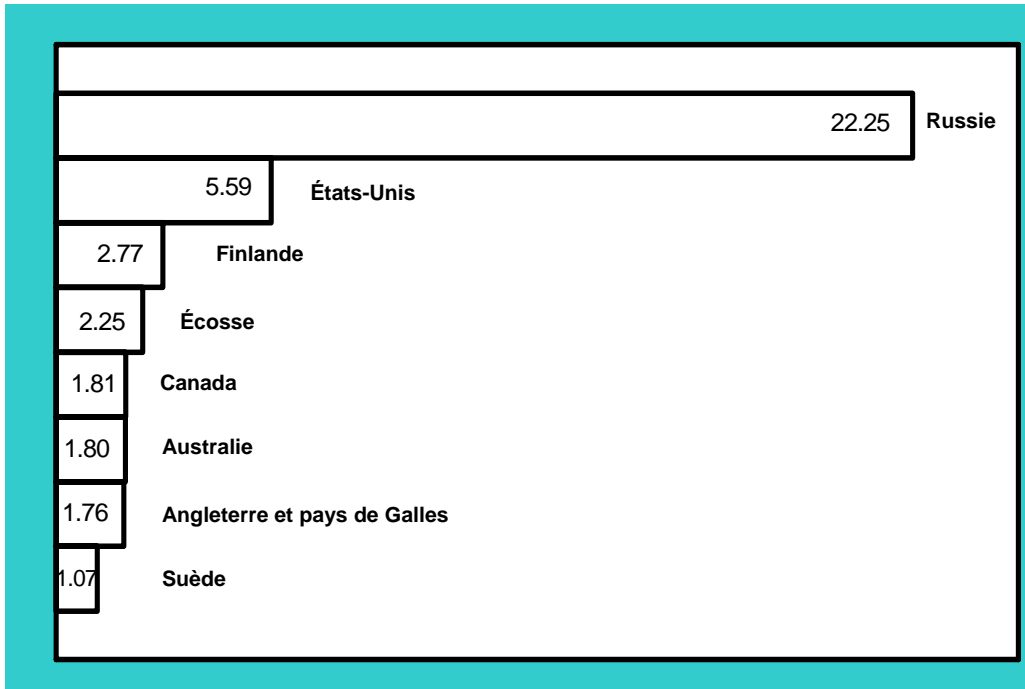 22.25 Russie
5.59 États-Unis
2.77 Finlande
2.25 Écosse
1.81 Canada
1.80 Australie
1.76 Angleterre et pays de Galles
1.07 Suède